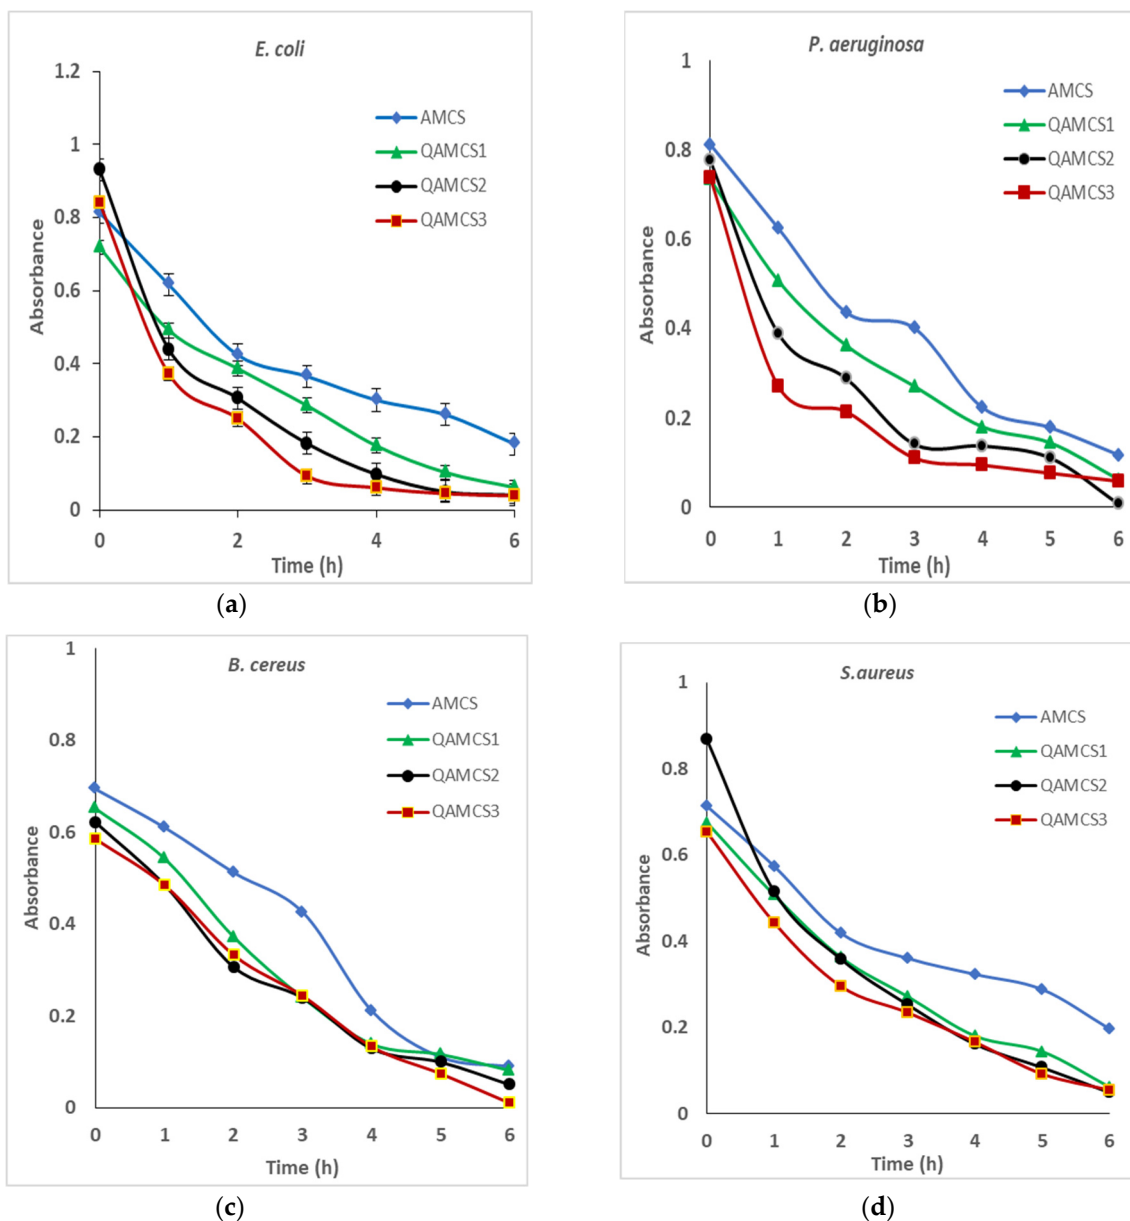 E. coli
1.2
1
0.8
0.6
0.4
0.2
0
Absorbance
AMCS
QAMCS1
QAMCS2
QAMCS3
0 2 4 6
Time (h)
(a)
P. aeruginosa
1
0.8
0.6
0.4
0.2
0
Absorbance
AMCS
QAMCS1
QAMCS2
QAMCS3
0 1 2 3 4 5 6
Time (h)
(b)
B. cereus
1
0.8
0.6
0.4
0.2
0
Absorbance
AMCS
QAMCS1
QAMCS2
QAMCS3
0 1 2 3 4 5 6
Time (h)
(c)
S.aureus
1
0.8
0.6
0.4
0.2
0
Absorbance
AMCS
QAMCS1
QAMCS2
QAMCS3
0 1 2 3 4 5 6
Time (h)
(d)